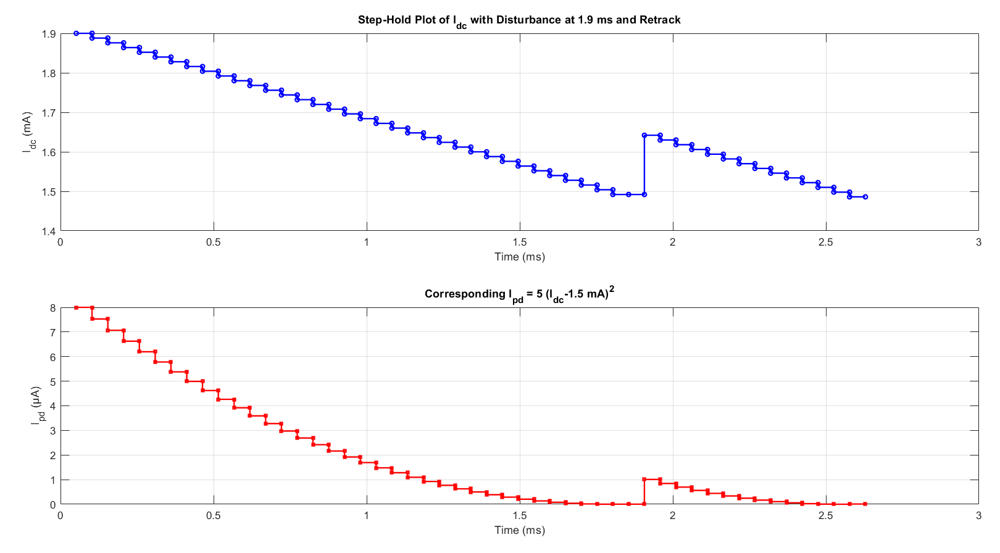 Step-Hold Plot of Idc with Disturbance at 1.9 ms and Retrack
1.9
1.8
1.7
1.6
1.5
1.4
Idc (mA)
0 0.5 1 1.5 2 2.5 3
Time (ms)
Corresponding Ipd = 5 (Idc-1.5 mA)2
8
7
6
5
4
3
2
1
0
Ipd (μA)
0 0.5 1 1.5 2 2.5 3
Time (ms)